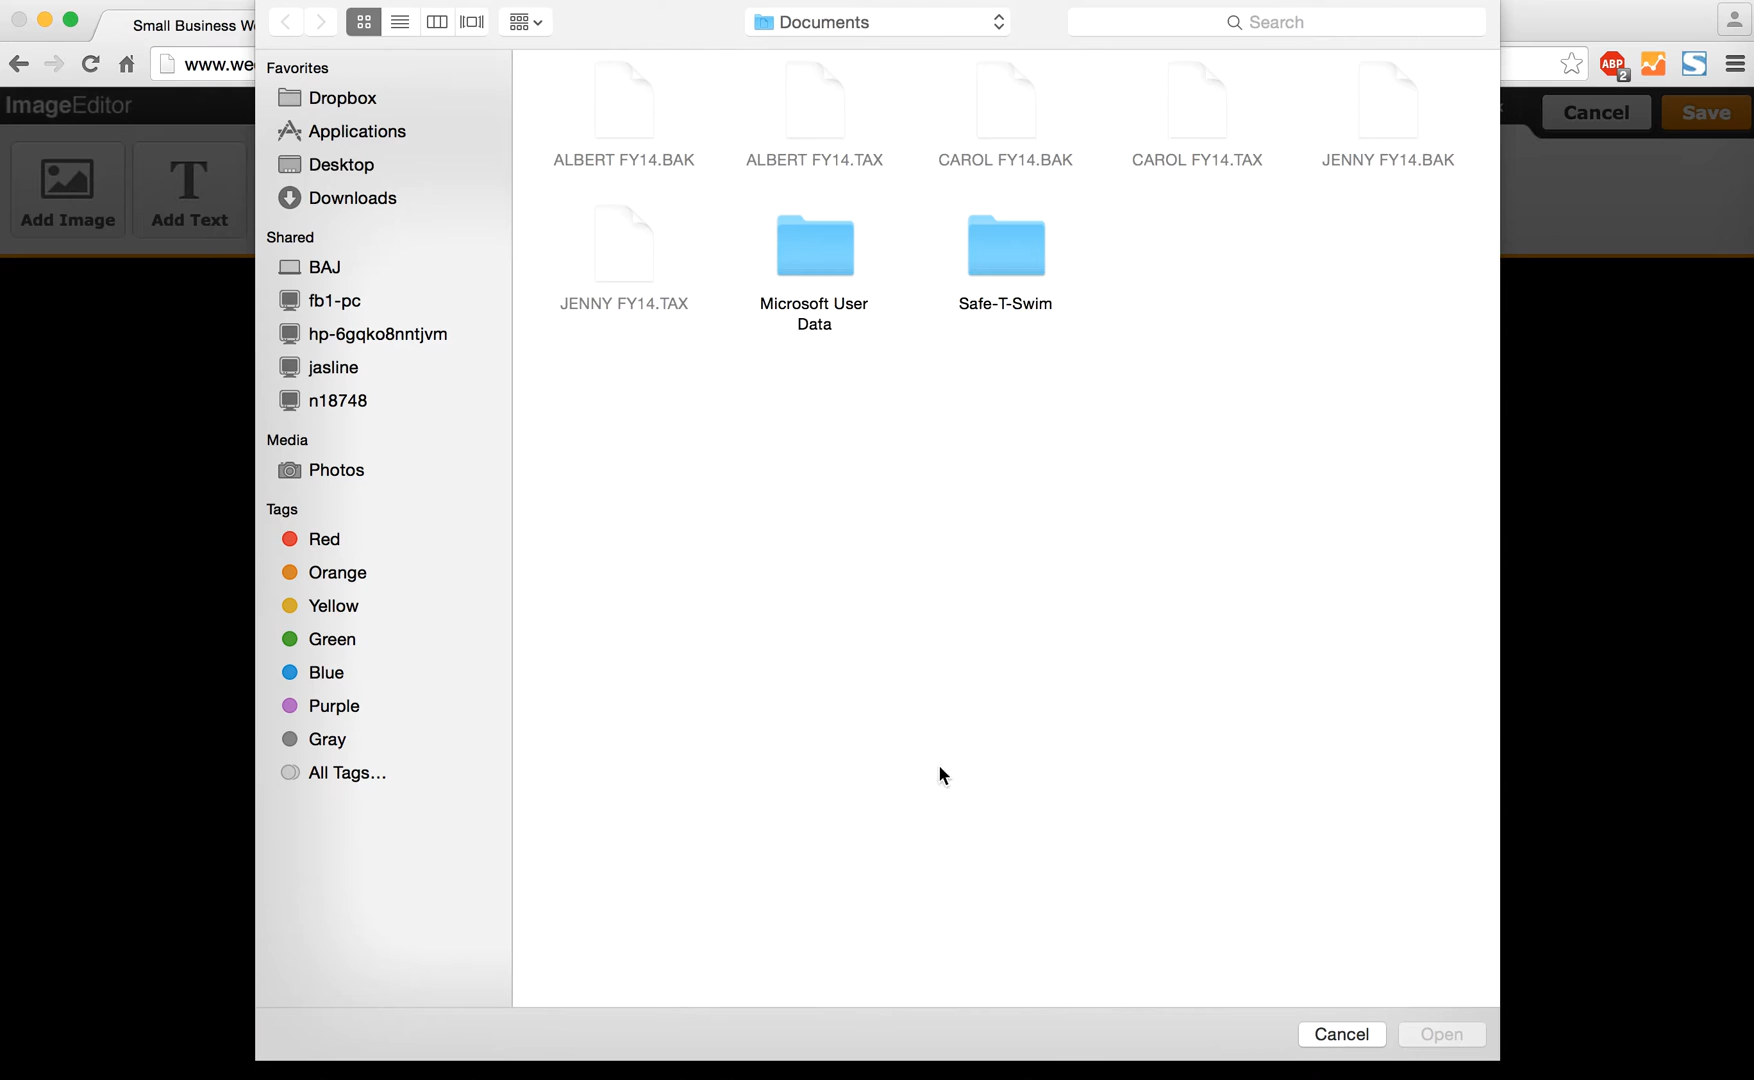 Small Business We
Documents
Search
www.wee
ABP
2
ImageEditor
Cancel
Save
Add Image
Add Text
Favorites
Dropbox
Applications
Desktop
Downloads
Shared
BAJ
fb1-pc
hp-6gqko8nntjvm
jasline
n18748
Media
Photos
Tags
Red
Orange
Yellow
Green
Blue
Purple
Gray
All Tags...
ALBERT FY14.BAK
ALBERT FY14.TAX
CAROL FY14.BAK
CAROL FY14.TAX
JENNY FY14.BAK
JENNY FY14.TAX
Microsoft User
Data
Safe-T-Swim
Cancel
Open